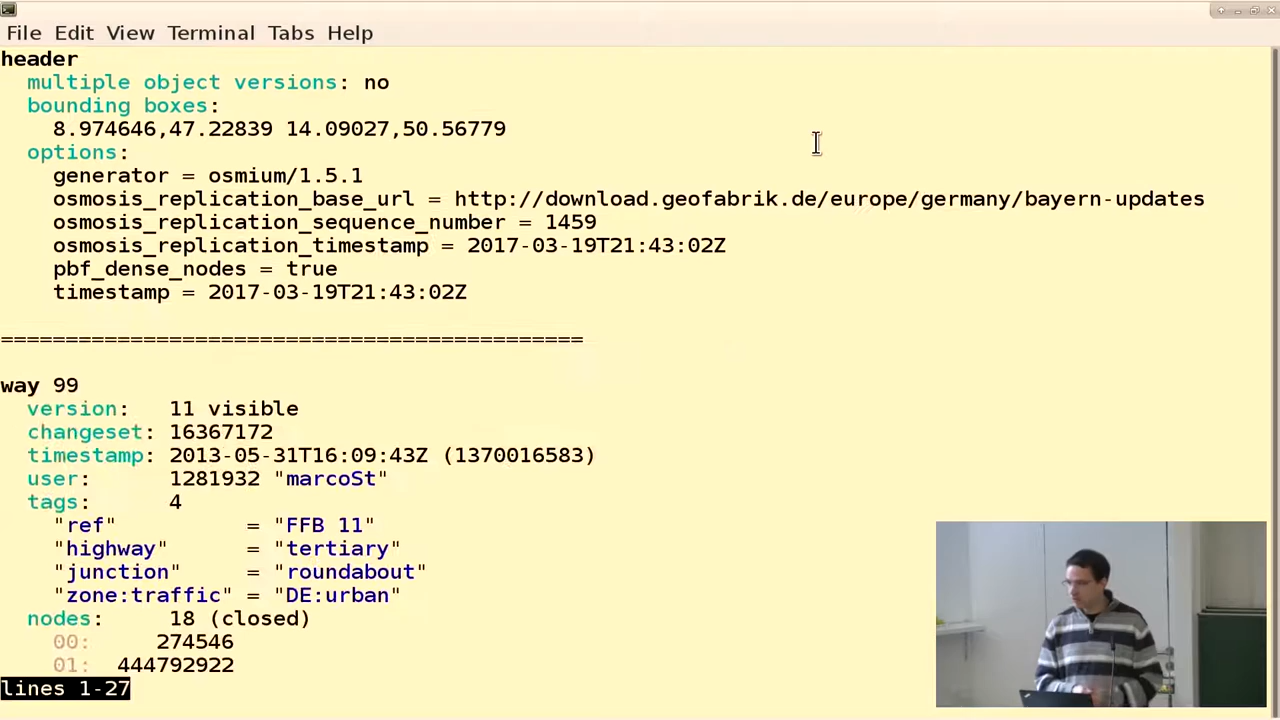 File Edit View Terminal Tabs Help
header
multiple object versions: no
bounding boxes:
8.974646,47.22839 14.09027,50.56779
options:
generator = osmium/1.5.1
osmosis_replication_base_url = http://download.geofabrik.de/europe/germany/bayern-updates
osmosis_replication_sequence_number = 1459
osmosis_replication_timestamp = 2017-03-19T21:43:02Z
pbf_dense_nodes = true
timestamp = 2017-03-19T21:43:02Z
=============================================
way 99
version: 11 visible
changeset: 16367172
timestamp: 2013-05-31T16:09:43Z (1370016583)
user: 1281932 "marcoSt"
tags: 4
"ref" = "FFB 11"
"highway" = "tertiary"
"junction" = "roundabout"
"zone:traffic" = "DE:urban"
nodes: 18 (closed)
00: 274546
01: 444792922
lines 1-27